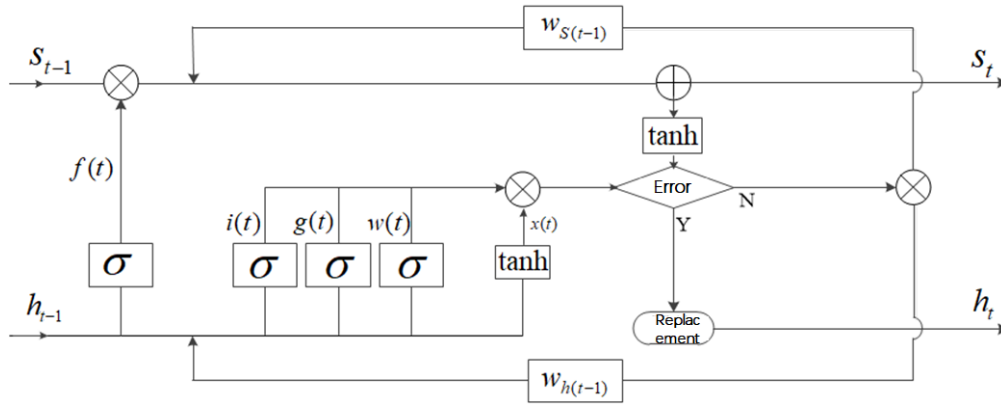 w_{S(t-1)}
s_{t-1}
s_t
tanh
f(t)
Error
N
i(t)
g(t)
w(t)
x(t)
Y
σ
σ
σ
σ
tanh
h_{t-1}
Replac
ement
h_t
w_{h(t-1)}